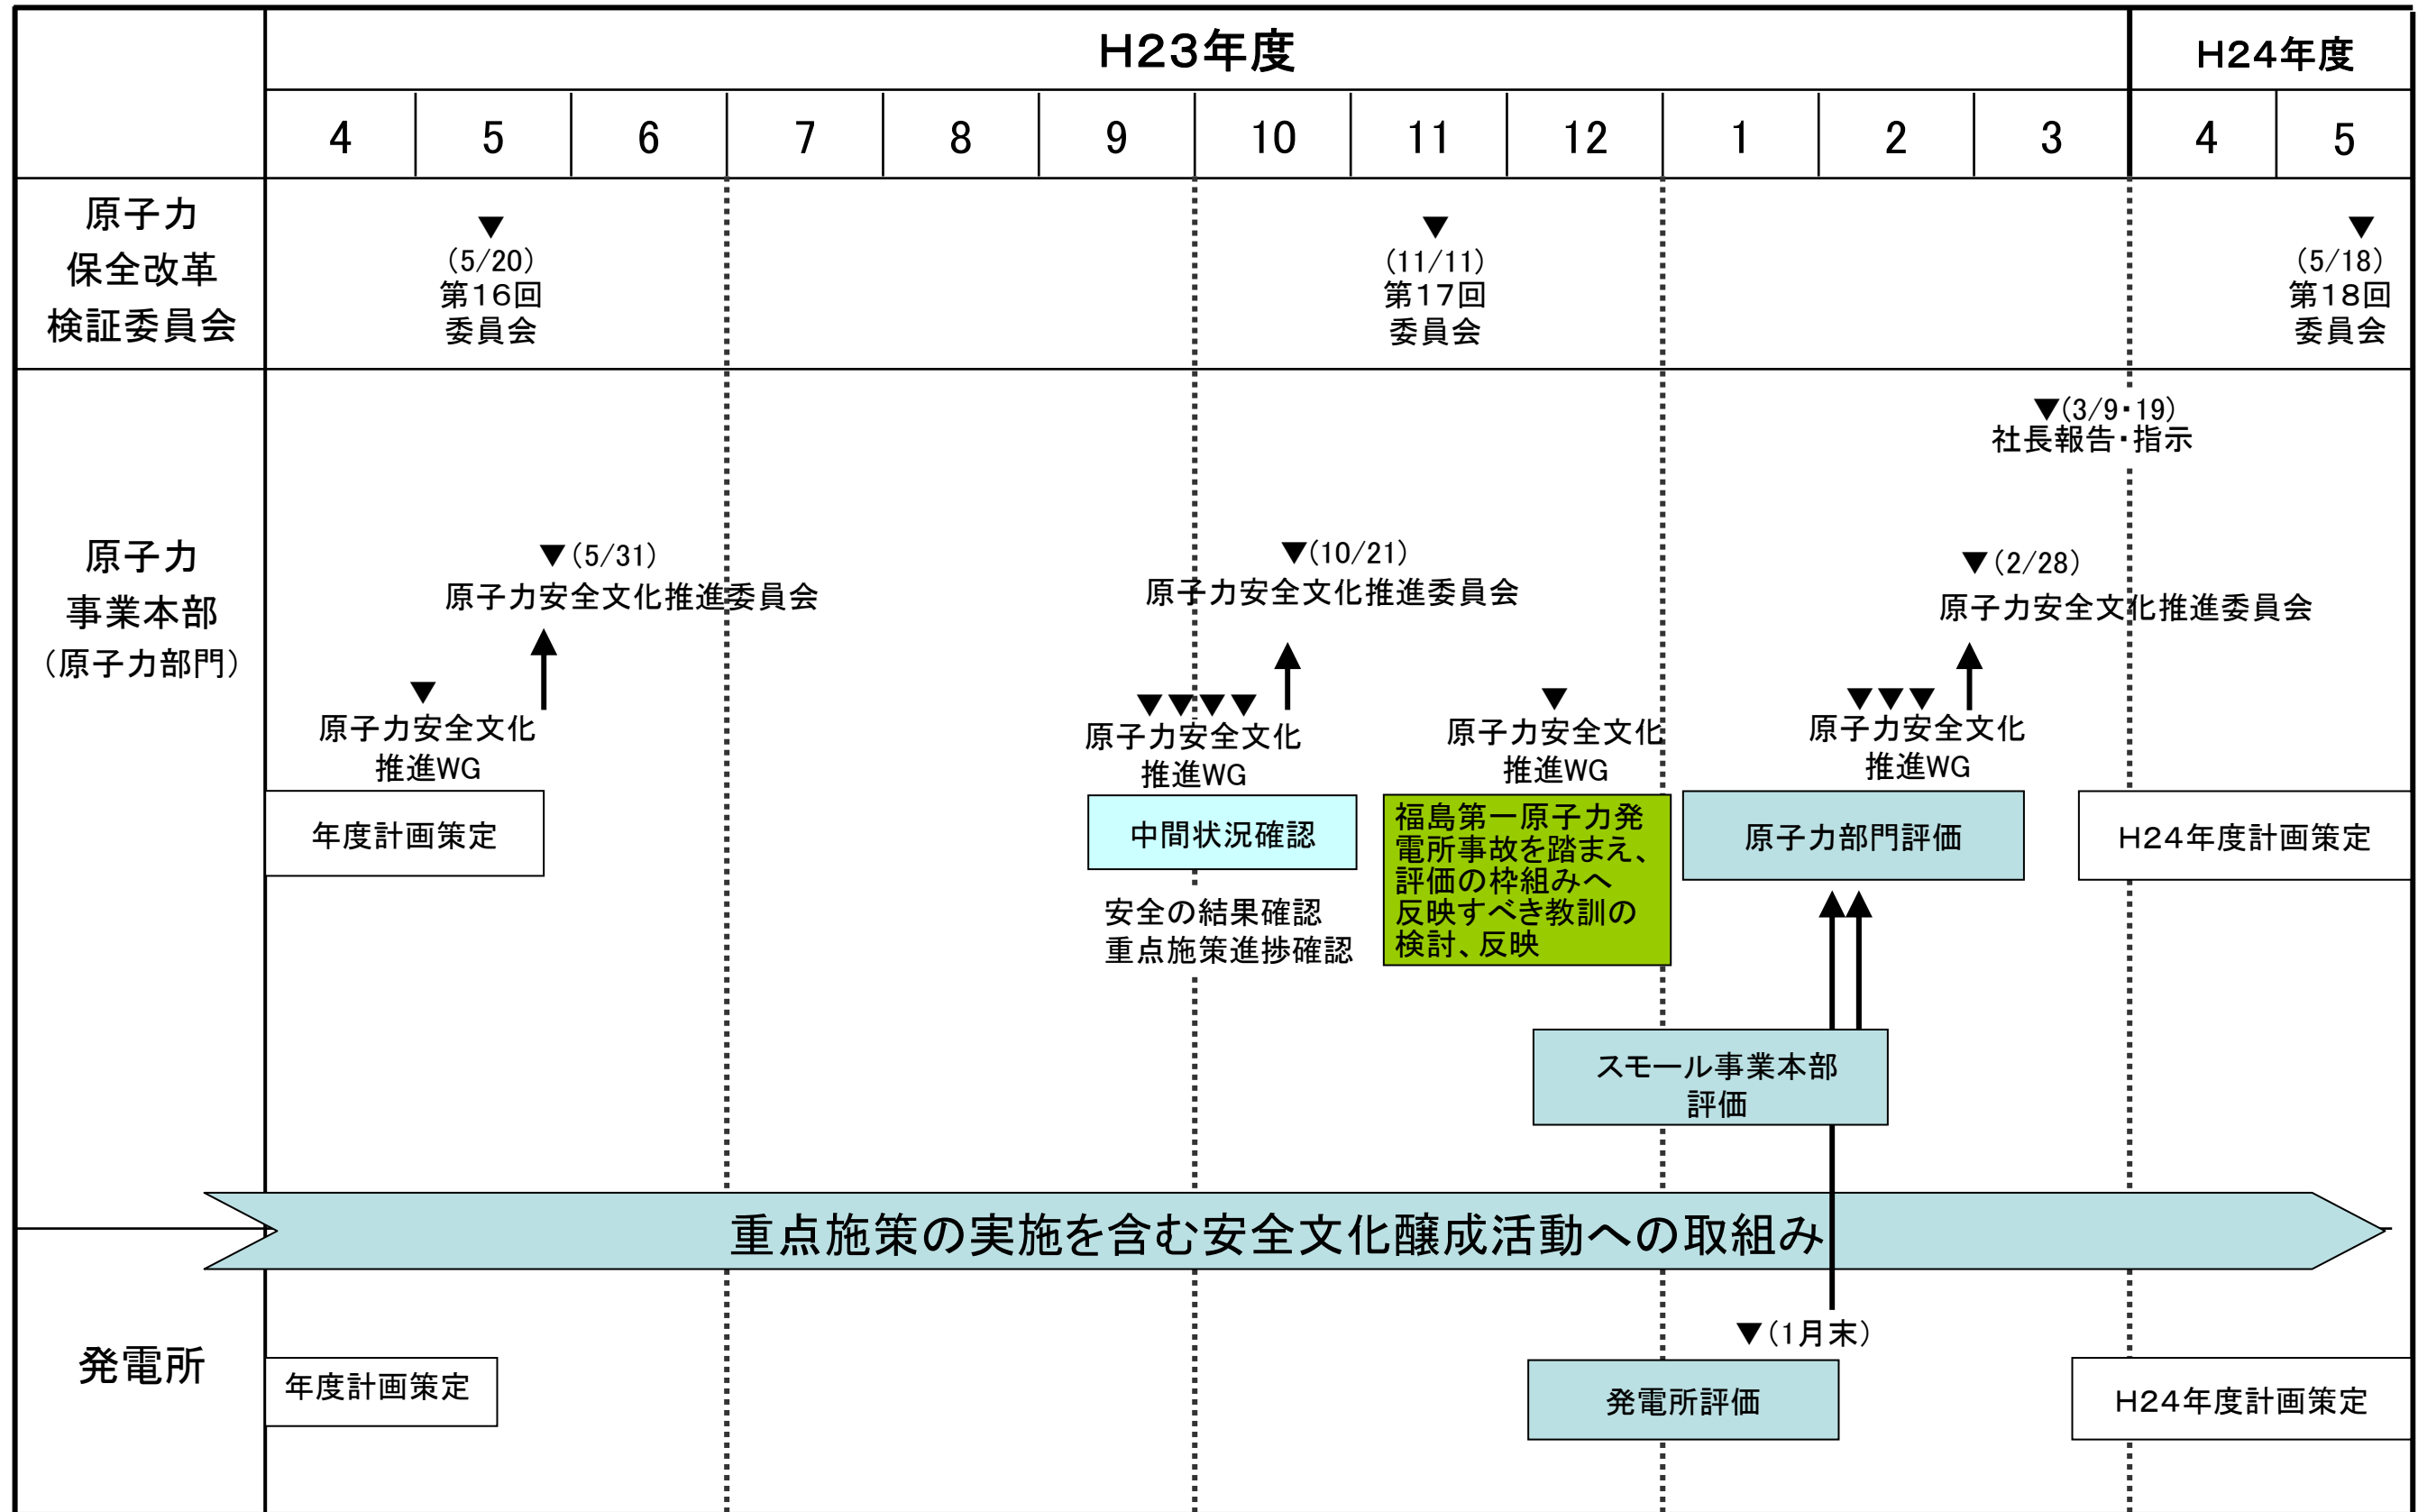 H23年度
H24年度
4 5 6 7 8 9 10 11 12 1 2 3 4 5
原子力
保全改革
検証委員会
▼
(5/20)
第16回
委員会
▼
(11/11)
第17回
委員会
▼
(5/18)
第18回
委員会
原子力
事業本部
(原子力部門)
▼(3/9・19)
社長報告・指示
▼(5/31)
原子力安全文化推進委員会
▼(10/21)
原子力安全文化推進委員会
▼(2/28)
原子力安全文化推進委員会
▼
原子力安全文化
推進WG
▼▼▼▼
原子力安全文化
推進WG
▼
原子力安全文化
推進WG
▼▼▼
原子力安全文化
推進WG
年度計画策定
中間状況確認
安全の結果確認
重点施策進捗確認
福島第一原子力発
電所事故を踏まえ、
評価の枠組みへ
反映すべき教訓の
検討、反映
原子力部門評価
H24年度計画策定
スモール事業本部
評価
重点施策の実施を含む安全文化醸成活動への取組み
発電所
年度計画策定
▼(1月末)
発電所評価
H24年度計画策定